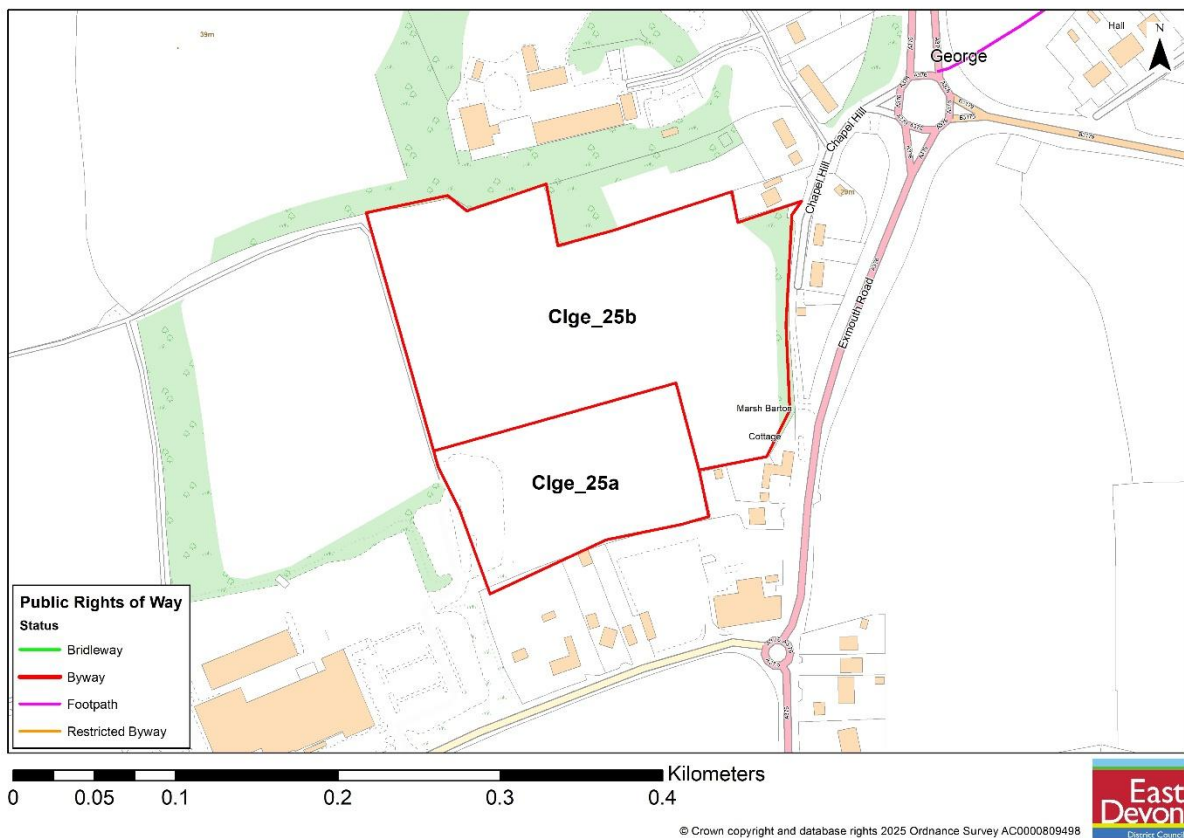 39m
Hall
N
George
Chapel Hill
Chapel Hill
29m
Exmouth Road
A376
Clge_25b
Marsh Barton
Cottage
Clge_25a
Public Rights of Way
Status
Bridleway
Byway
Footpath
Restricted Byway
Kilometers
0 0.05 0.1 0.2 0.3 0.4
© Crown copyright and database rights 2025 Ordnance Survey AC0000809498
East
Devon
District Council